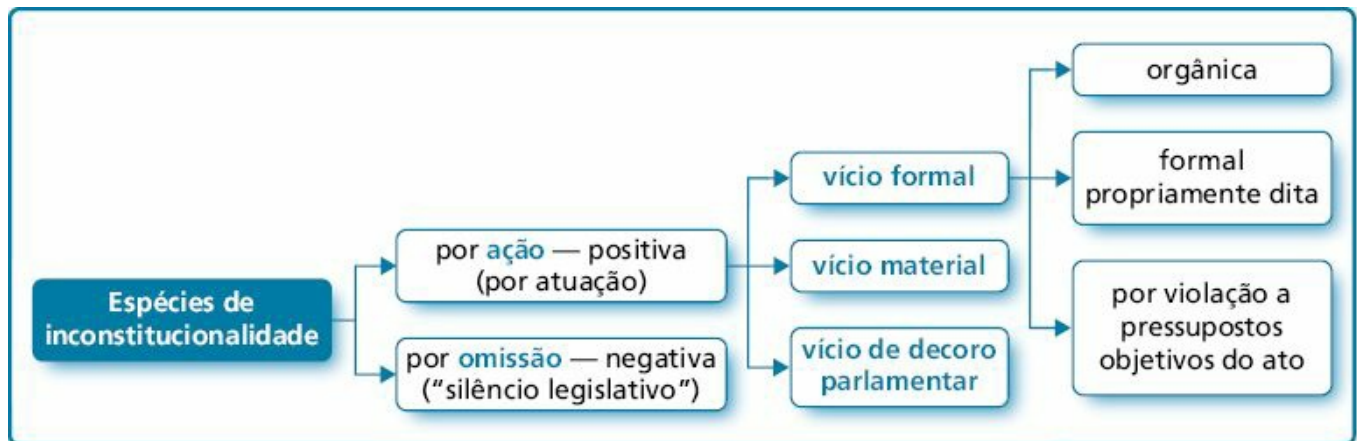 Espécies de
inconstitucionalidade
por ação — positiva
(por atuação)
por omissão — negativa
(“silêncio legislativo”)
vício formal
vício material
vício de decoro
parlamentar
orgânica
formal
propriamente dita
por violação a
pressupostos
objetivos do ato